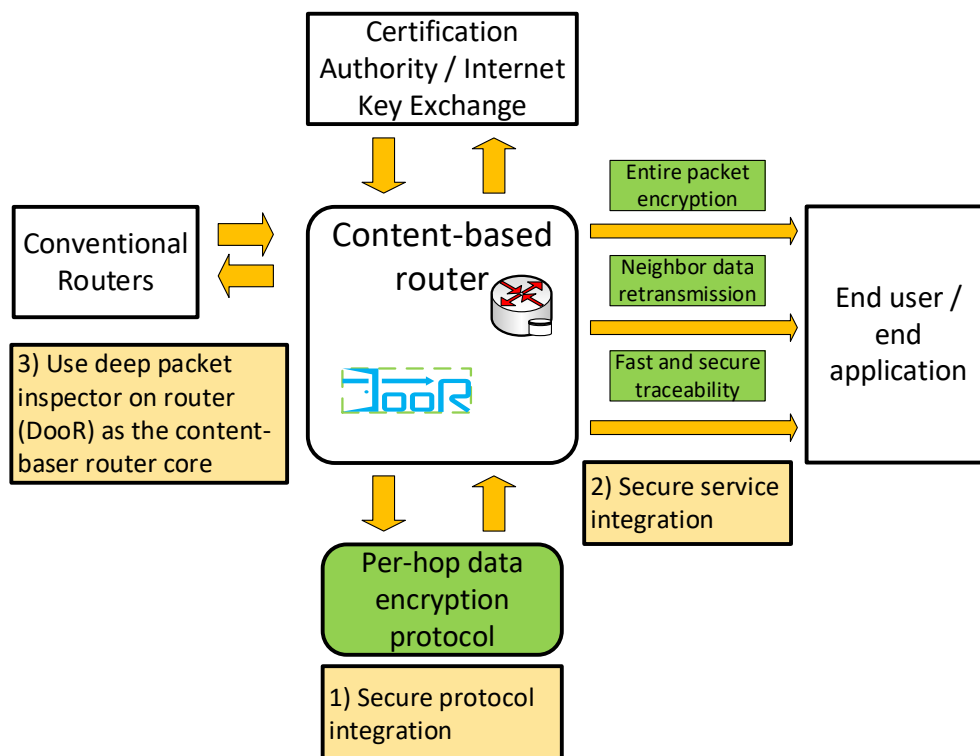 Certification
Authority / Internet
Key Exchange
Entire packet
encryption
Conventional
Routers
Content-based
router
Neighbor data
retransmission
End user /
end
application
3) Use deep packet
inspector on router
(DooR) as the content-
baser router core
DooR
Fast and secure
traceability
2) Secure service
integration
Per-hop data
encryption
protocol
1) Secure protocol
integration